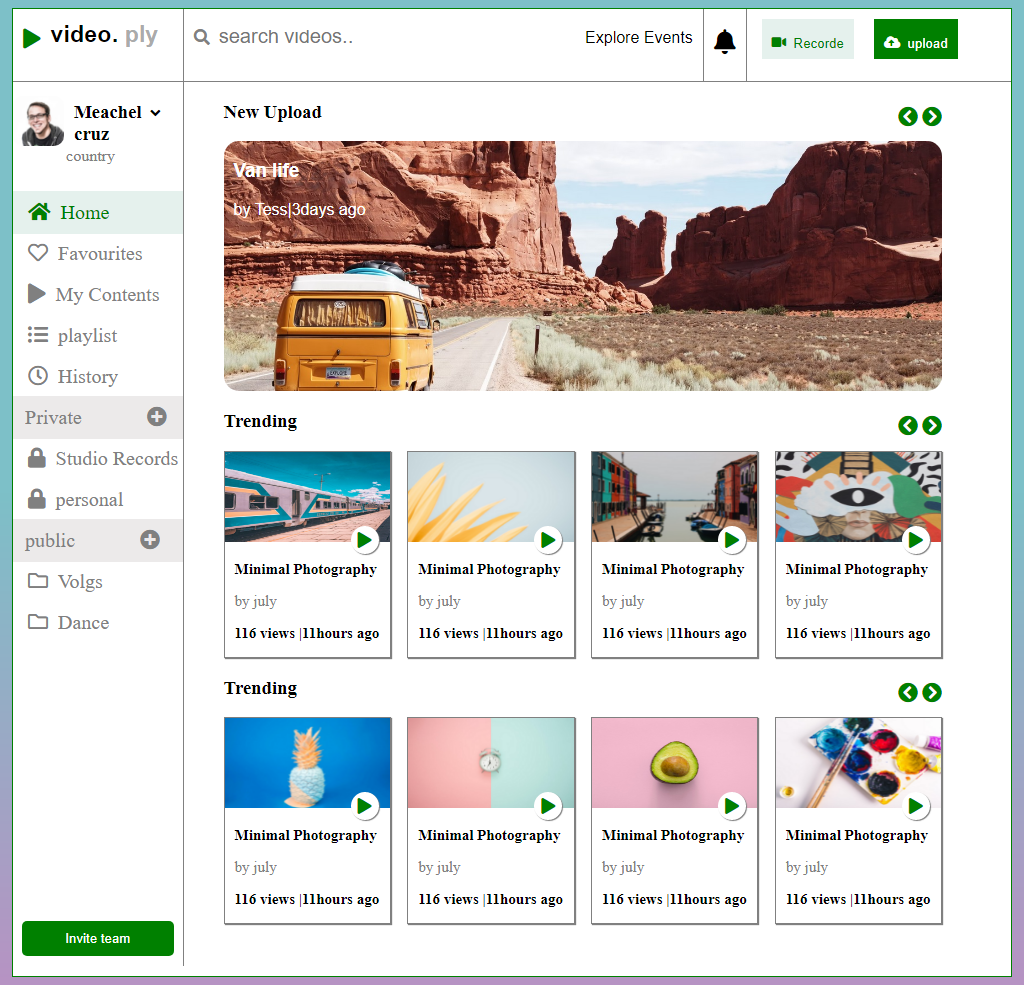 video. ply
search videos..
Explore Events
Recorde
upload
Meachel
cruz
country
Home
Favourites
My Contents
playlist
History
Private
Studio Records
personal
public
Volgs
Dance
Invite team
New Upload
Van life
by Tess|3days ago
EXPLORE
Trending
Minimal Photography
by july
116 views |11hours ago
Minimal Photography
by july
116 views |11hours ago
Minimal Photography
by july
116 views |11hours ago
Minimal Photography
by july
116 views |11hours ago
Trending
Minimal Photography
by july
116 views |11hours ago
Minimal Photography
by july
116 views |11hours ago
Minimal Photography
by july
116 views |11hours ago
Minimal Photography
by july
116 views |11hours ago